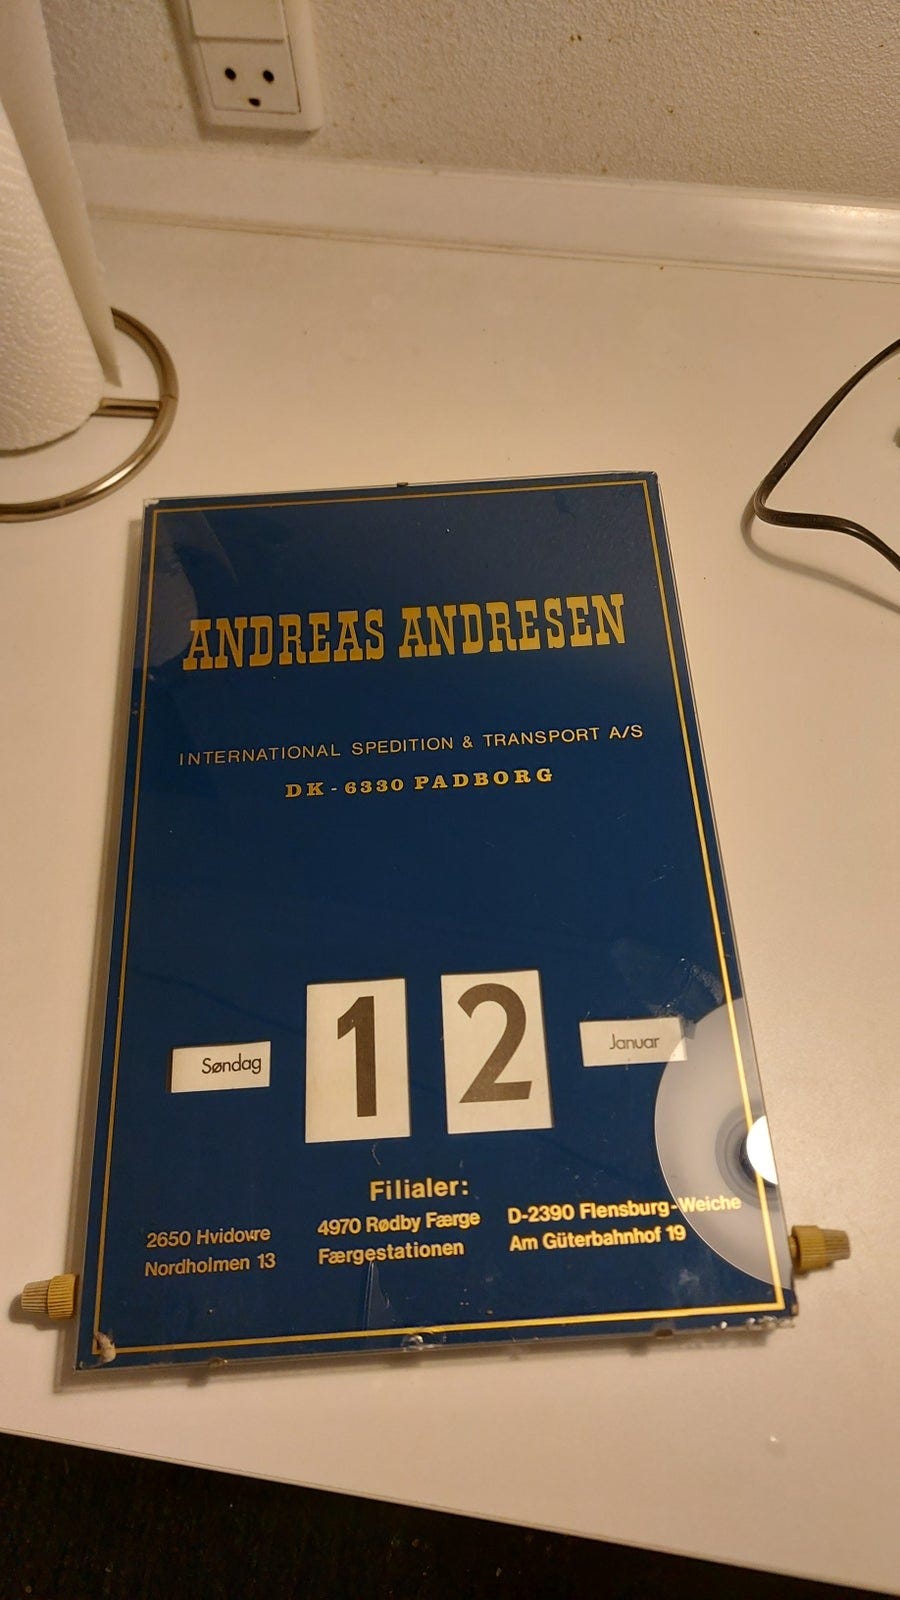 ANDREAS ANDRESEN
INTERNATIONAL SPEDITION & TRANSPORT A/S
DK - 6330 PADBORG
Søndag 12 Januar
Filialer:
2650 Hvidovre
Nordholmen 13
4970 Rødby Færge
Færgestationen
D-2390 Flensburg-Weiche
Am Güterbahnhof 19